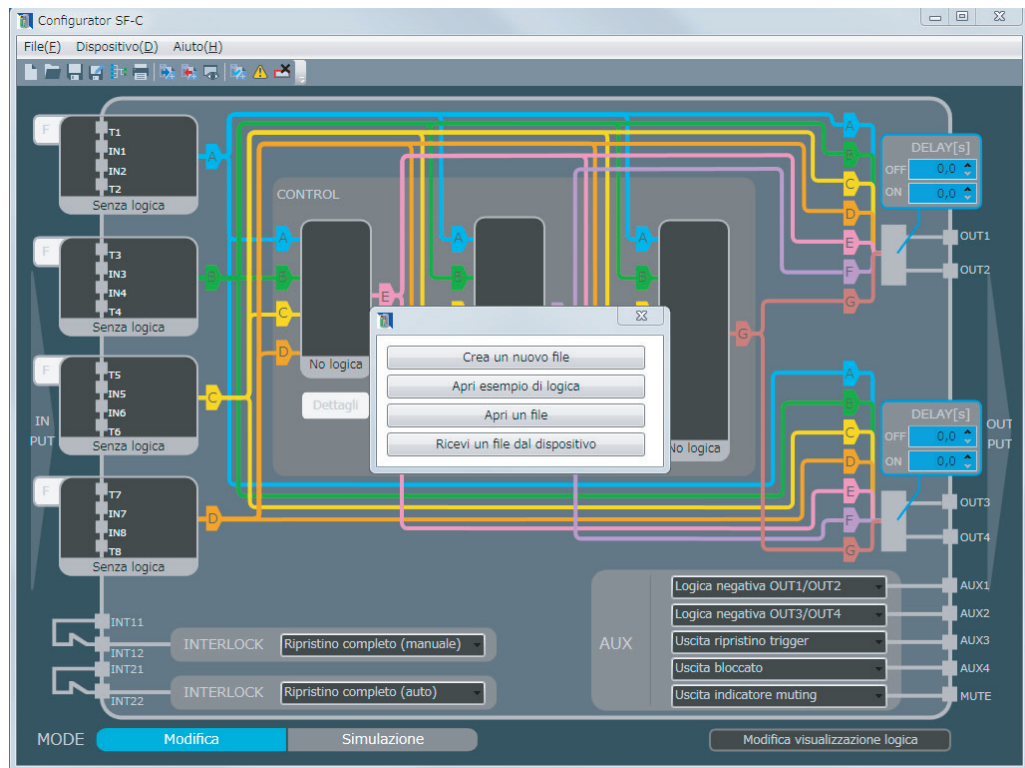 Configurator SF-C
File(F) Dispositivo(D) Aiuto(H)
F
T1
IN1
IN2
T2
Senza logica
A
F
T3
IN3
IN4
T4
Senza logica
B
F
T5
IN5
IN6
T6
Senza logica
C
F
T7
IN7
IN8
T8
Senza logica
D
IN
PUT
CONTROL
A
B
C
D
No logica
Dettagli
E
A
B
A
B
No logica
G
Crea un nuovo file
Apri esempio di logica
Apri un file
Ricevi un file dal dispositivo
A
B
C
D
E
F
G
DELAY[s]
OFF 0,0
ON 0,0
OUT1
OUT2
A
B
C
D
E
F
G
DELAY[s]
OFF 0,0
ON 0,0
OUT3
OUT4
OUT
PUT
INT11
INT12
INTERLOCK Ripristino completo (manuale)
INT21
INT22
INTERLOCK Ripristino completo (auto)
AUX
Logica negativa OUT1/OUT2
Logica negativa OUT3/OUT4
Uscita ripristino trigger
Uscita bloccato
Uscita indicatore muting
AUX1
AUX2
AUX3
AUX4
MUTE
MODE Modifica Simulazione
Modifica visualizzazione logica